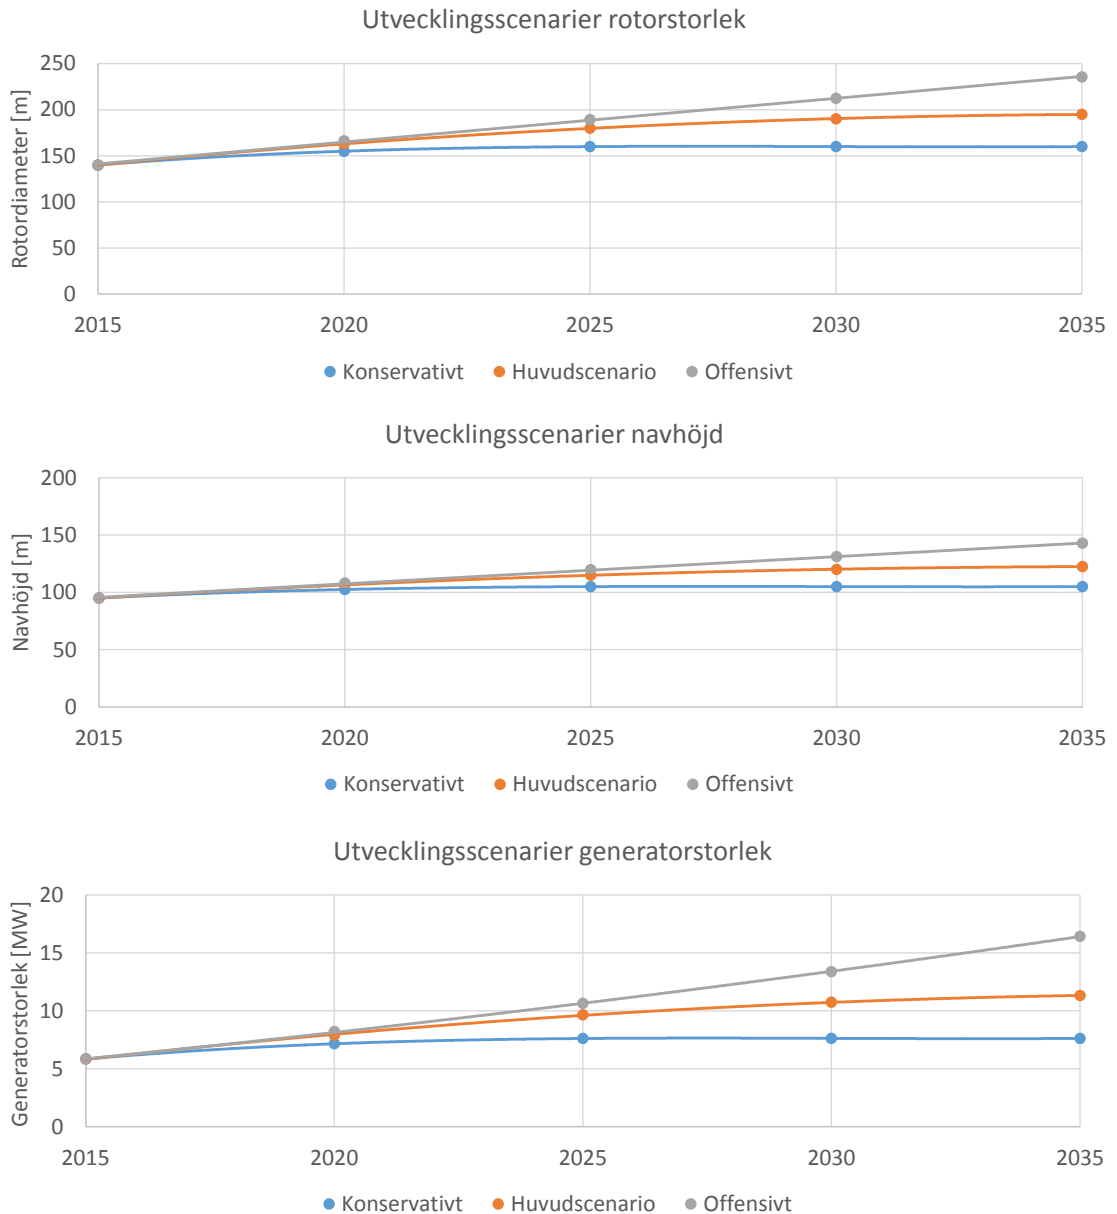 Utvecklingsscenarier rotorstorlek
Rotordiameter [m]
250
200
150
100
50
0
2015 2020 2025 2030 2035
Konservativt Huvudscenario Offensivt
Utvecklingsscenarier navhöjd
Navhöjd [m]
200
150
100
50
0
2015 2020 2025 2030 2035
Konservativt Huvudscenario Offensivt
Utvecklingsscenarier generatorstorlek
Generatorstorlek [MW]
20
15
10
5
0
2015 2020 2025 2030 2035
Konservativt Huvudscenario Offensivt